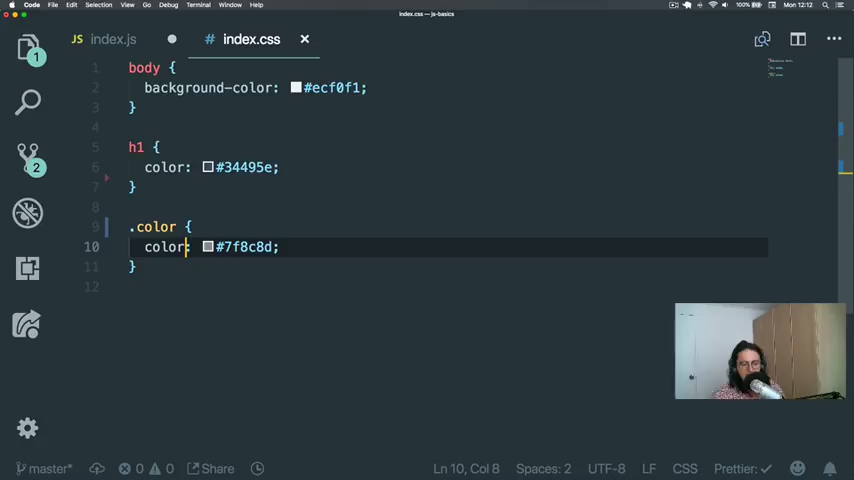 Code File Edit Selection View Go Debug Terminal Window Help 100% Mon 12:12
index.css — js-basics
JS index.js # index.css
1 body {
2 background-color: #ecf0f1;
3 }
4
5 h1 {
6 color: #34495e;
7 }
8
9 .color {
10 color: #7f8c8d;
11 }
12
1
2
master* 0 0 Share Ln 10, Col 8 Spaces: 2 UTF-8 LF CSS Prettier: